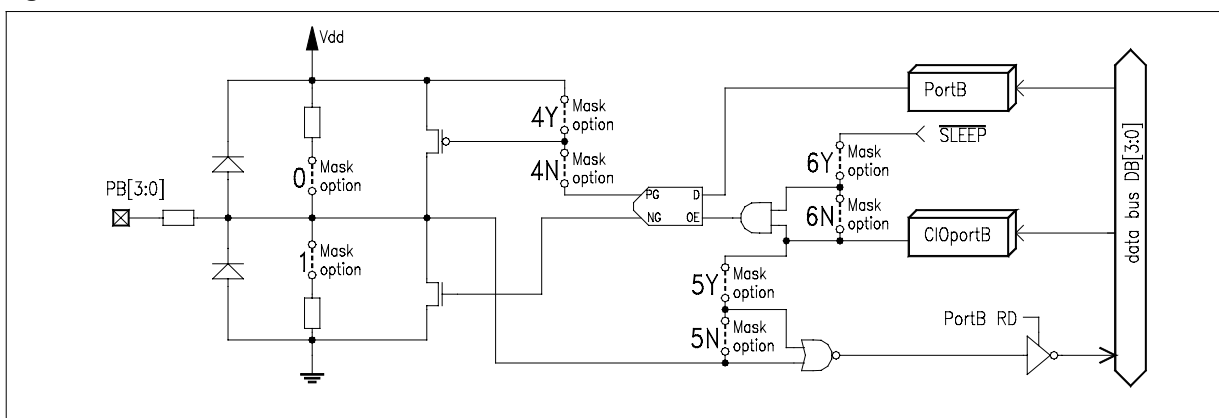 Vdd
4Y Mask option
4N Mask option
PortB
SLEEP
6Y Mask option
6N Mask option
0 Mask option
PB[3:0]
PG D
NG OE
CIOportB
data bus DB[3:0]
1 Mask option
5Y Mask option
5N Mask option
PortB RD